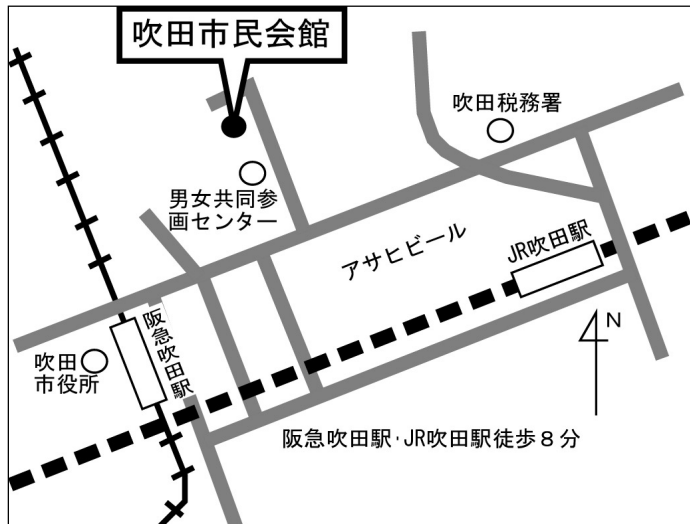 吹田市民会館
吹田税務署
男女共同参
画センター
アサヒビール
JR吹田駅
阪急吹田駅
吹田
市役所
N
阪急吹田駅・JR吹田駅徒歩８分